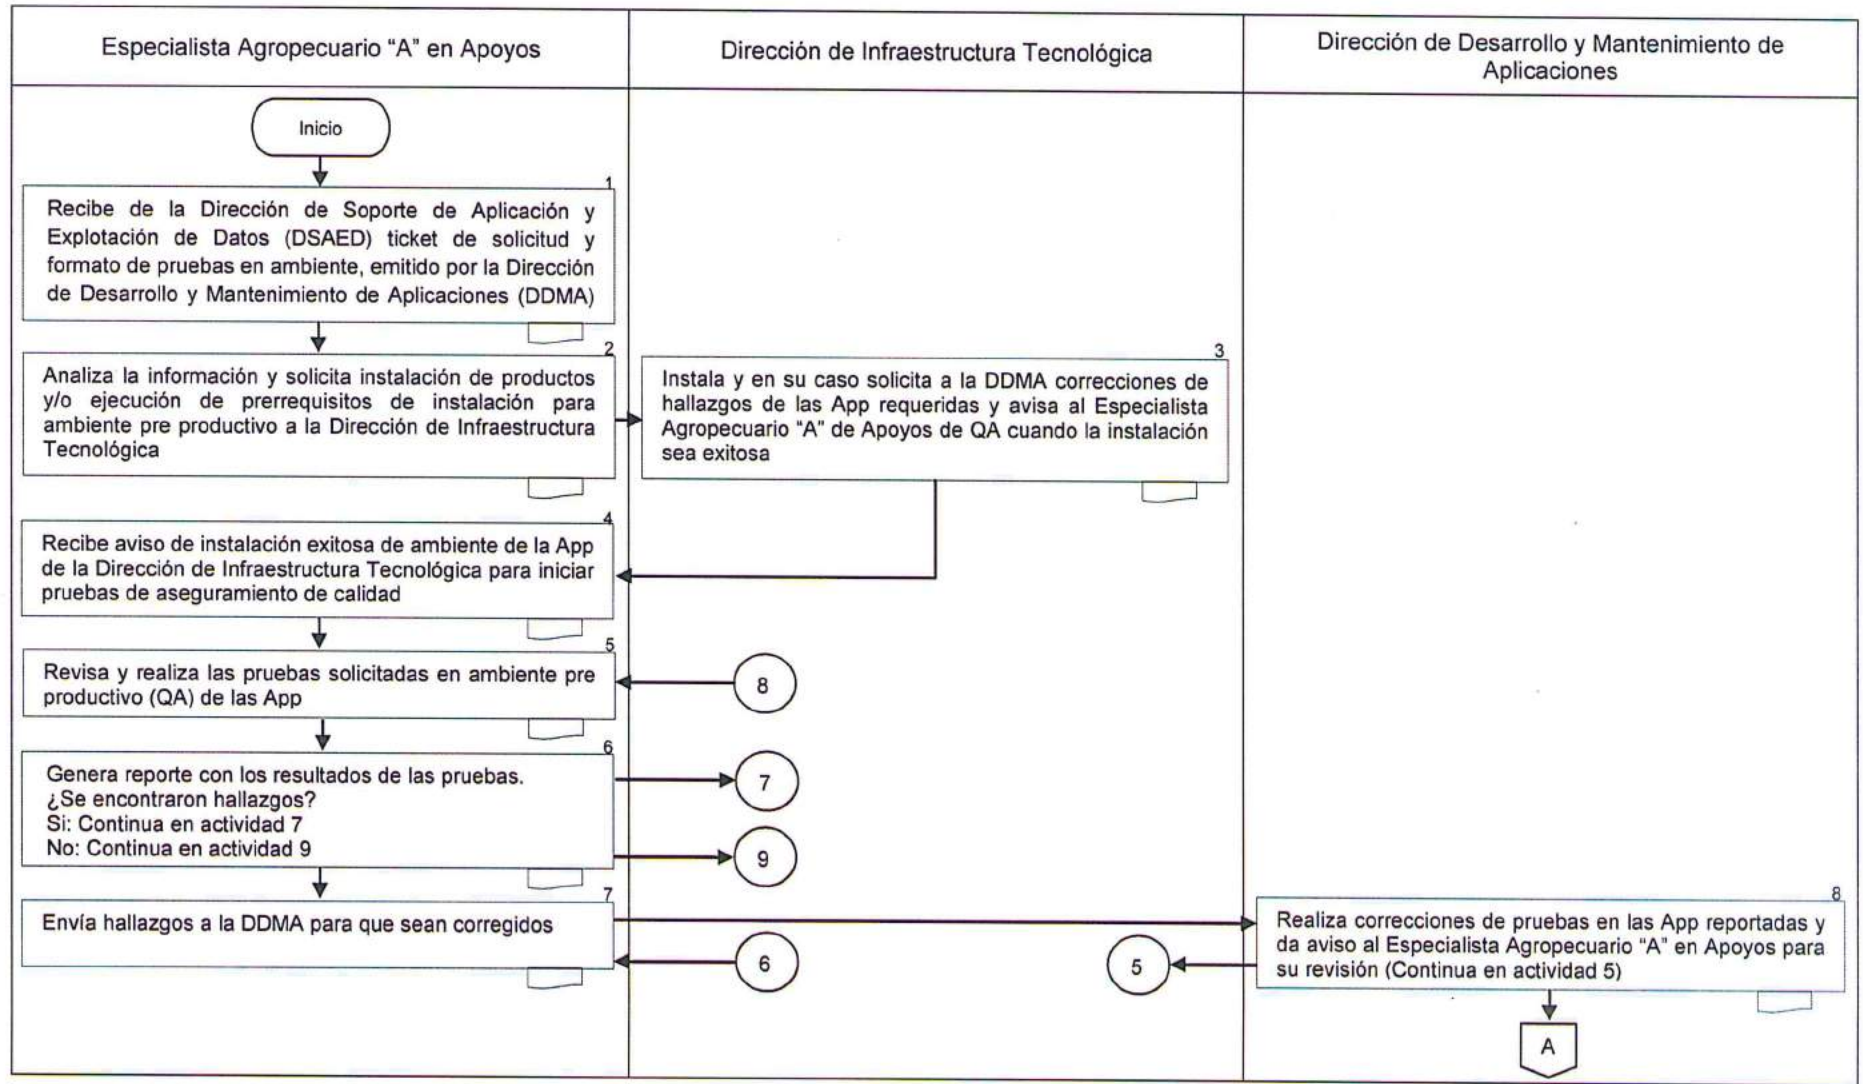 Especialista Agropecuario “A” en Apoyos
Dirección de Infraestructura Tecnológica
Dirección de Desarrollo y Mantenimiento de
Aplicaciones
Inicio
1
Recibe de la Dirección de Soporte de Aplicación y
Explotación de Datos (DSAED) ticket de solicitud y
formato de pruebas en ambiente, emitido por la Dirección
de Desarrollo y Mantenimiento de Aplicaciones (DDMA)
2
Analiza la información y solicita instalación de productos
y/o ejecución de prerrequisitos de instalación para
ambiente pre productivo a la Dirección de Infraestructura
Tecnológica
3
Instala y en su caso solicita a la DDMA correcciones de
hallazgos de las App requeridas y avisa al Especialista
Agropecuario “A” de Apoyos de QA cuando la instalación
sea exitosa
4
Recibe aviso de instalación exitosa de ambiente de la App
de la Dirección de Infraestructura Tecnológica para iniciar
pruebas de aseguramiento de calidad
5
Revisa y realiza las pruebas solicitadas en ambiente pre
productivo (QA) de las App
8
6
Genera reporte con los resultados de las pruebas.
¿Se encontraron hallazgos?
Si: Continua en actividad 7
No: Continua en actividad 9
7
9
7
Envía hallazgos a la DDMA para que sean corregidos
6
8
Realiza correcciones de pruebas en las App reportadas y
da aviso al Especialista Agropecuario “A” en Apoyos para
su revisión (Continua en actividad 5)
5
A